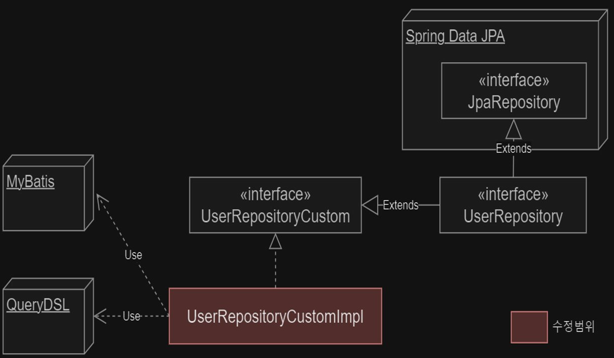 Spring Data JPA
«interface»
JpaRepository
Extends
MyBatis
«interface»
UserRepositoryCustom
Extends
«interface»
UserRepository
Use
QueryDSL
Use
UserRepositoryCustomImpl
수정범위